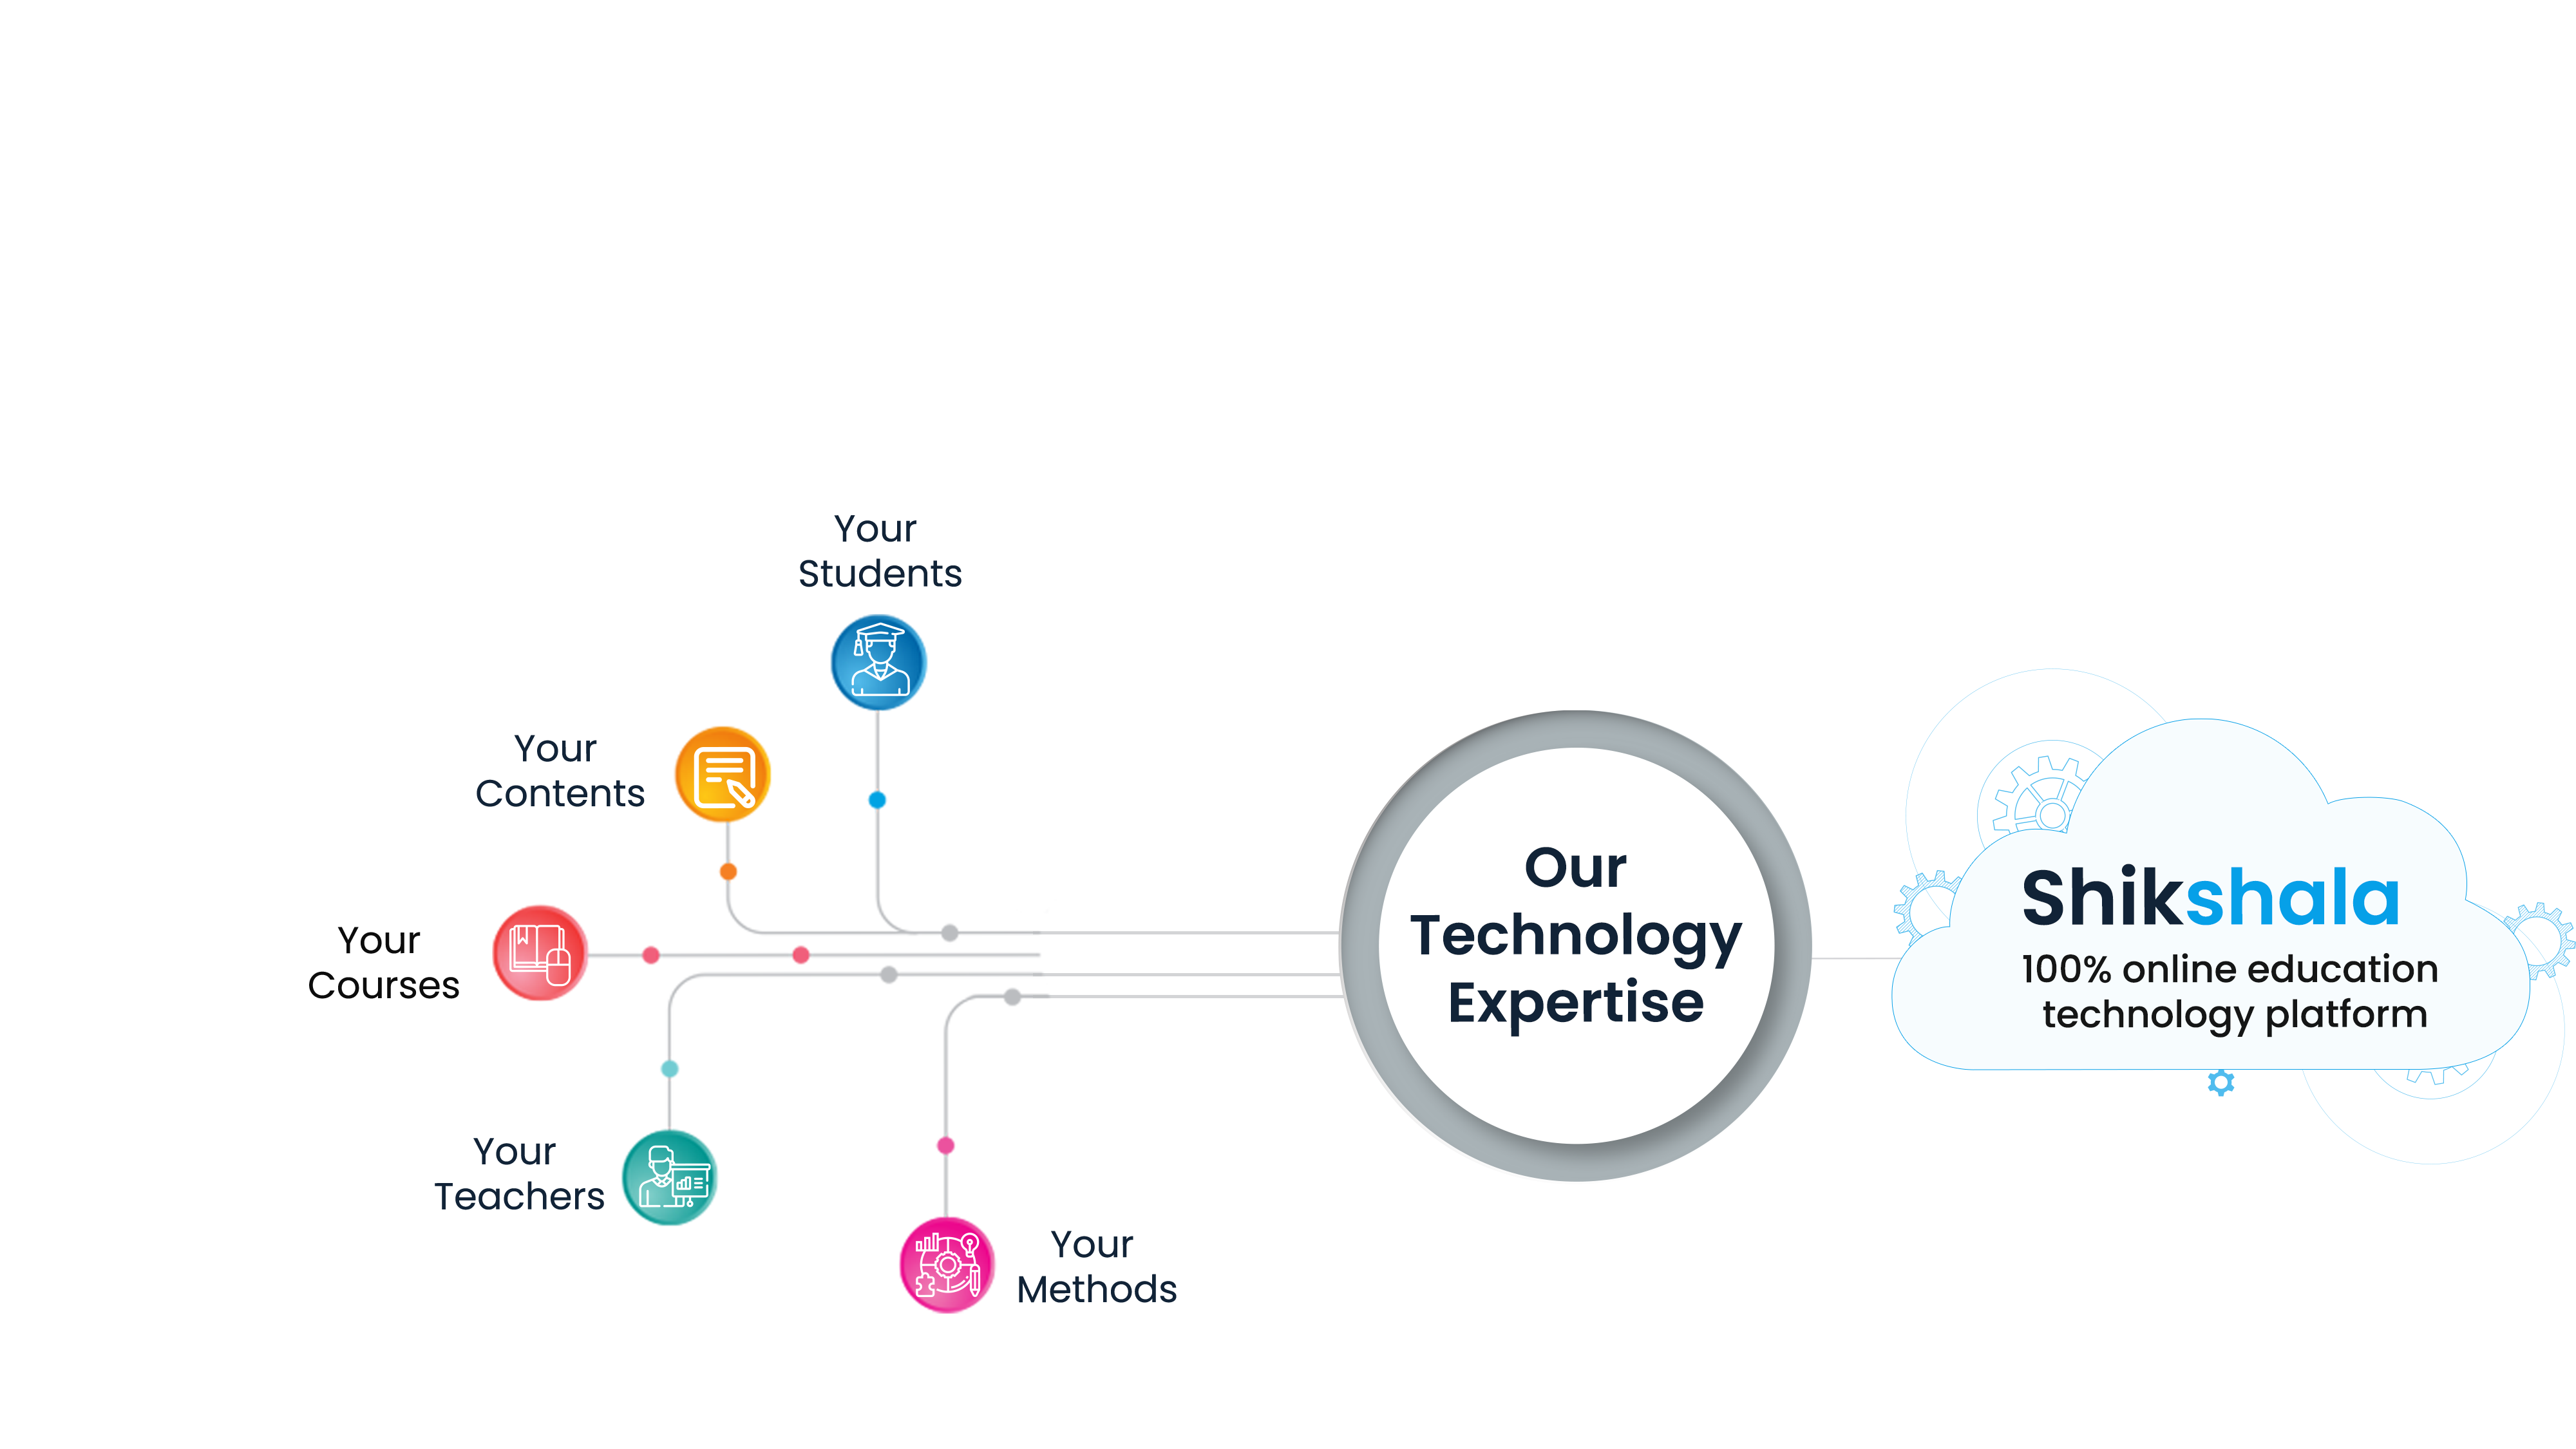 Your
Students
Your
Contents
Your
Courses
Your
Teachers
Your
Methods
Our
Technology
Expertise
Shikshala
100% online education
technology platform